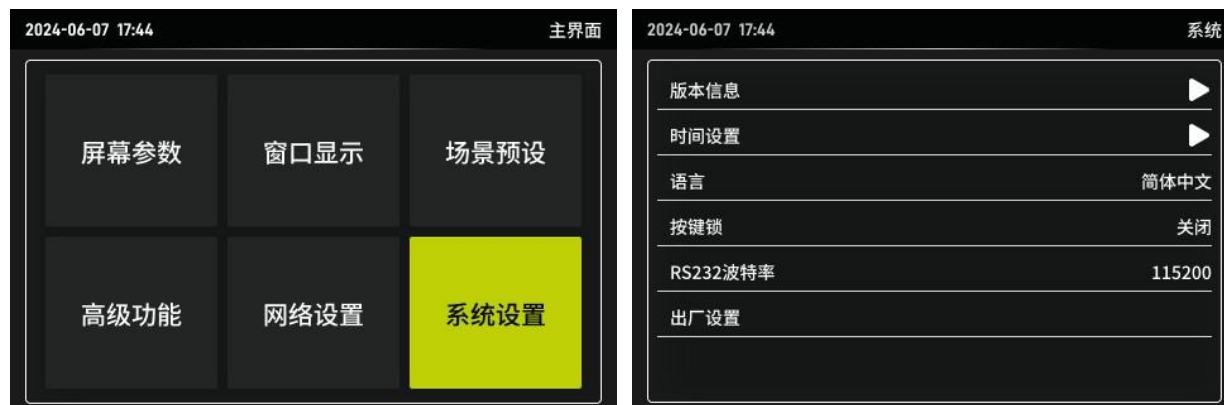 2024-06-07 17:44 主界面
屏幕参数 窗口显示 场景预设
高级功能 网络设置 系统设置
2024-06-07 17:44 系统
版本信息
时间设置
语言 简体中文
按键锁 关闭
RS232波特率 115200
出厂设置